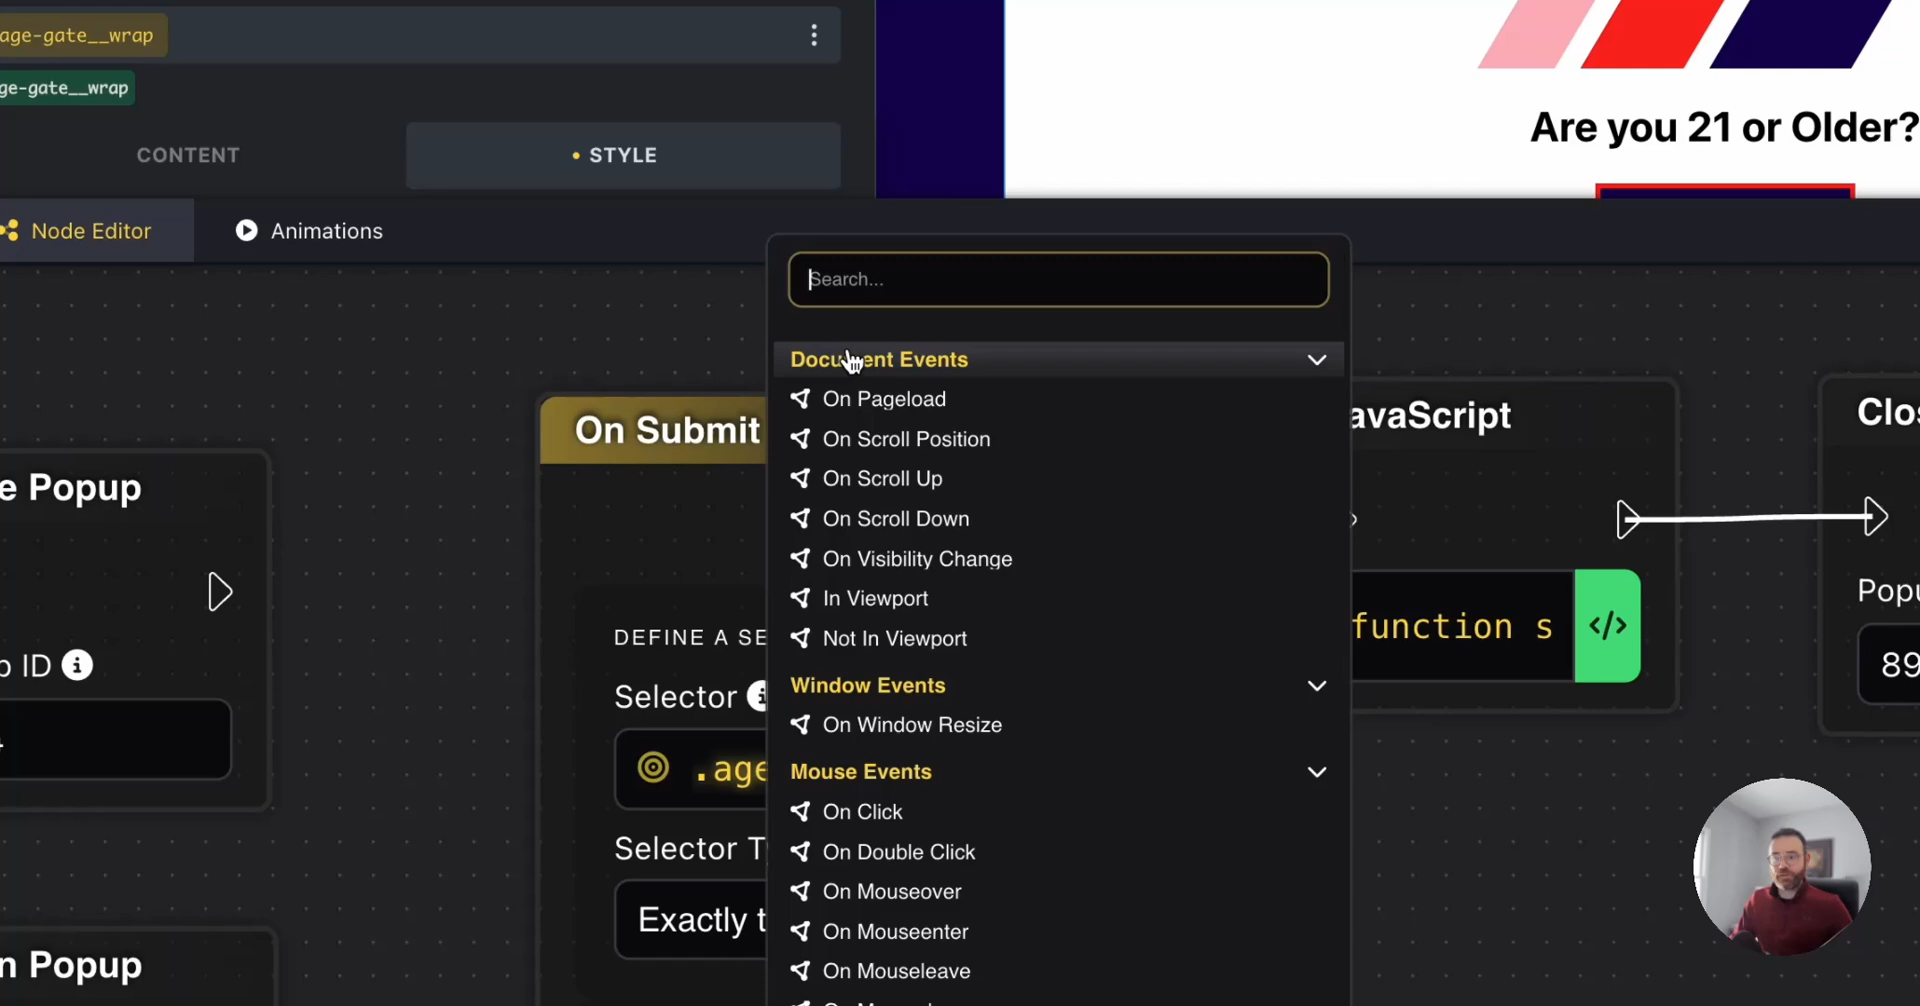 age-gate__wrap
ge-gate__wrap
CONTENT
STYLE
Are you 21 or Older?
Node Editor
Animations
Search...
Document Events
On Pageload
On Scroll Position
On Scroll Up
On Scroll Down
On Visibility Change
In Viewport
Not In Viewport
Window Events
On Window Resize
Mouse Events
On Click
On Double Click
On Mouseover
On Mouseenter
On Mouseleave
e Popup
p ID
n Popup
On Submit
DEFINE A SE
Selector
.age
Selector T
Exactly t
avaScript
function s
</>
Clos
Popu
89